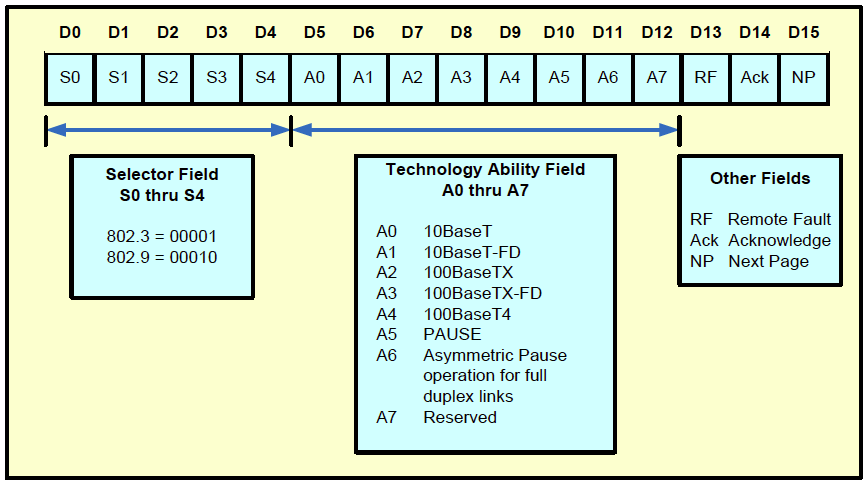 D0 D1 D2 D3 D4 D5 D6 D7 D8 D9 D10 D11 D12 D13 D14 D15
S0 S1 S2 S3 S4 A0 A1 A2 A3 A4 A5 A6 A7 RF Ack NP
Selector Field
S0 thru S4
802.3 = 00001
802.9 = 00010
Technology Ability Field
A0 thru A7
A0 10BaseT
A1 10BaseT-FD
A2 100BaseTX
A3 100BaseTX-FD
A4 100BaseT4
A5 PAUSE
A6 Asymmetric Pause
operation for full
duplex links
A7 Reserved
Other Fields
RF Remote Fault
Ack Acknowledge
NP Next Page